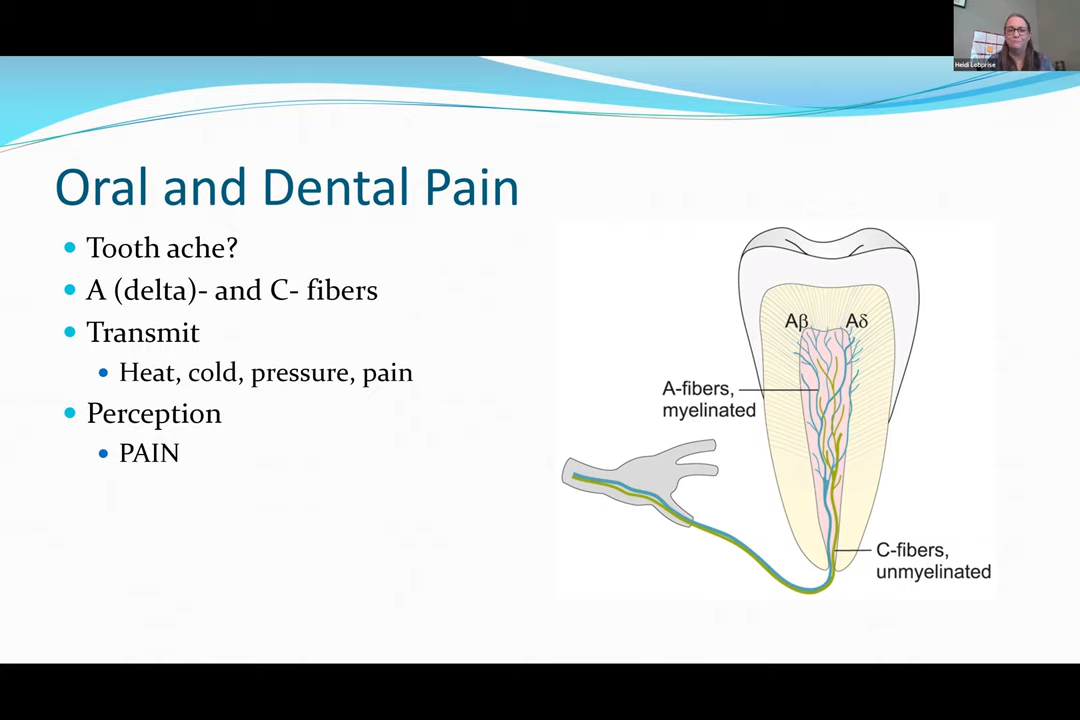 Heidi Lobprise
Oral and Dental Pain
Tooth ache?
A (delta)- and C- fibers
Transmit
Heat, cold, pressure, pain
Perception
PAIN
Aβ
Aδ
A-fibers,
myelinated
C-fibers,
unmyelinated